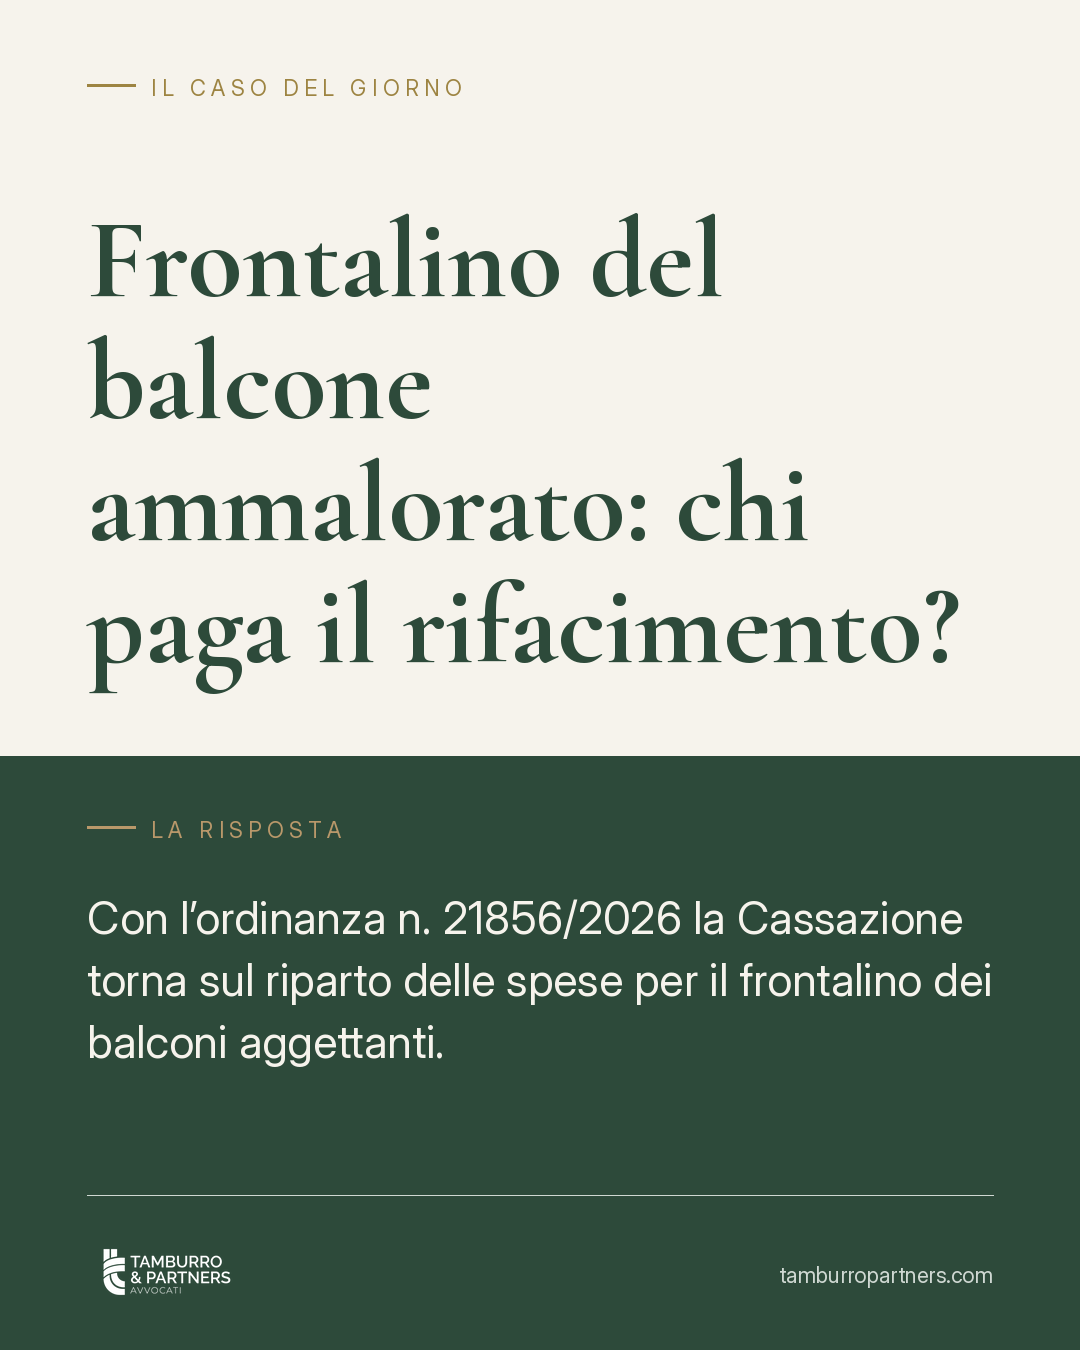 IL CASO DEL GIORNO
Frontalino del
balcone
ammalorato: chi
paga il rifacimento?
LA RISPOSTA
Con l’ordinanza n. 21856/2026 la Cassazione
torna sul riparto delle spese per il frontalino dei
balconi aggettanti.
TAMBURRO
& PARTNERS
AVVOCATI
tamburropartners.com